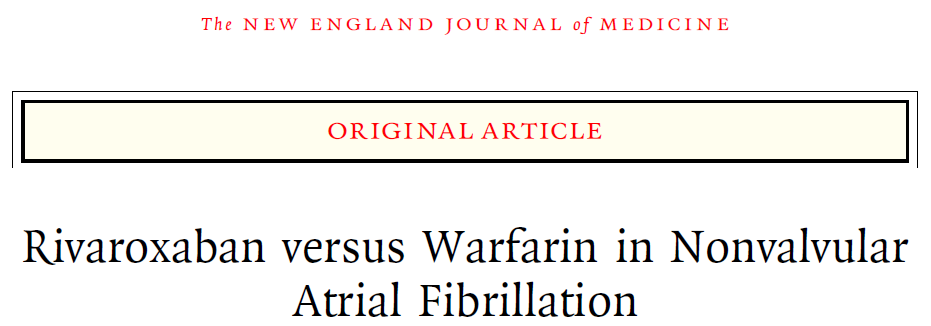 The NEW ENGLAND JOURNAL of MEDICINE
ORIGINAL ARTICLE
Rivaroxaban versus Warfarin in Nonvalvular
Atrial Fibrillation